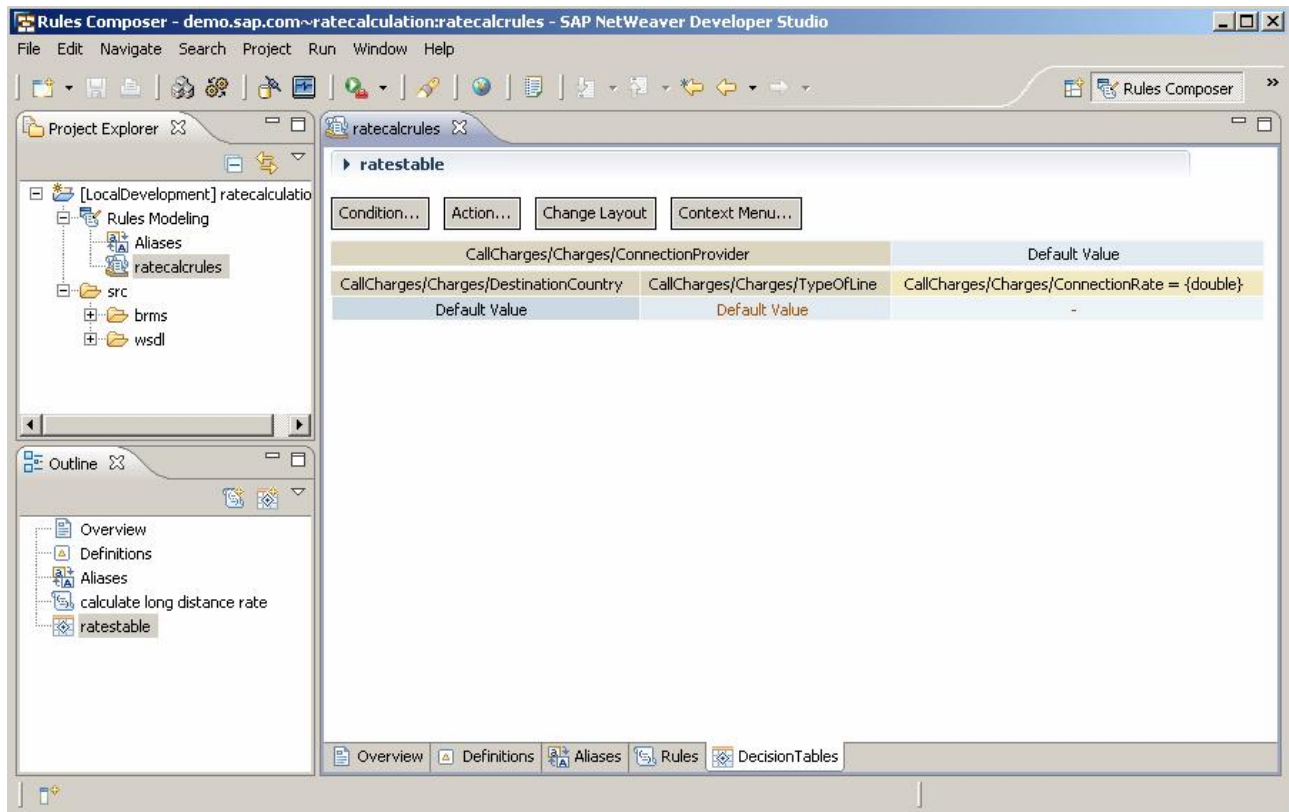 Rules Composer - demo.sap.com~ratecalculation:ratecalcrules - SAP NetWeaver Developer Studio
File Edit Navigate Search Project Run Window Help
Rules Composer »
Project Explorer
[LocalDevelopment] ratecalculatio
Rules Modeling
Aliases
ratecalcrules
src
brms
wsdl
Outline
Overview
Definitions
Aliases
calculate long distance rate
ratestable
ratecalcrules
ratestable
Condition... Action... Change Layout Context Menu...
CallCharges/Charges/ConnectionProvider Default Value
CallCharges/Charges/DestinationCountry CallCharges/Charges/TypeOfLine CallCharges/Charges/ConnectionRate = {double}
Default Value Default Value -
Overview Definitions Aliases Rules DecisionTables